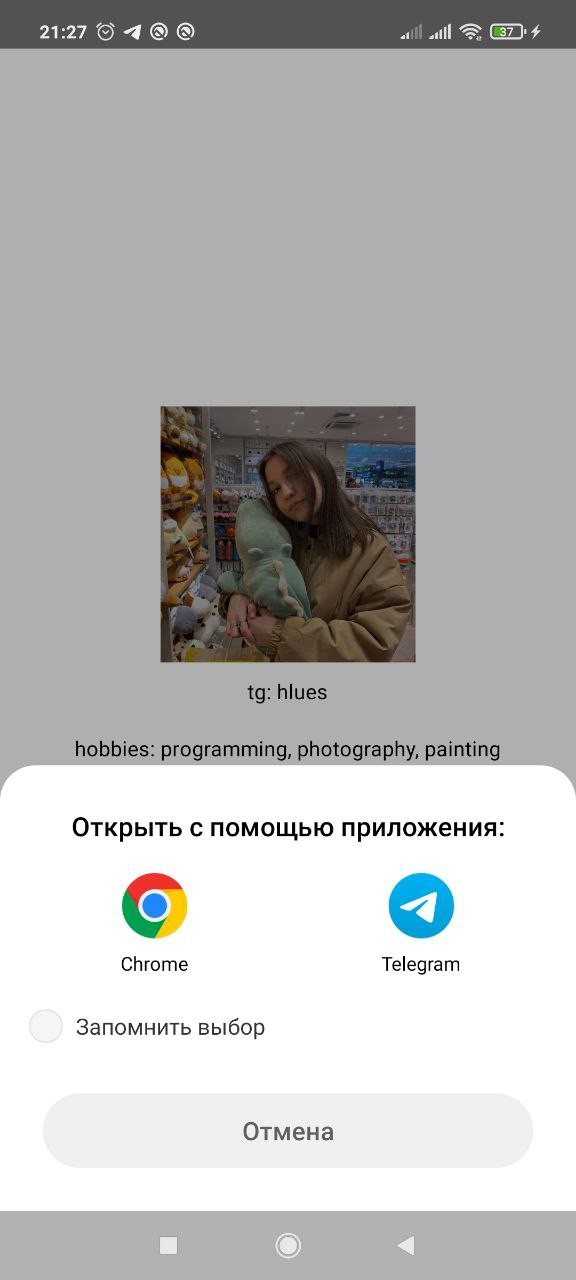 21:27
37
tg: hlues
hobbies: programming, photography, painting
Открыть с помощью приложения:
Chrome
Telegram
Запомнить выбор
Отмена